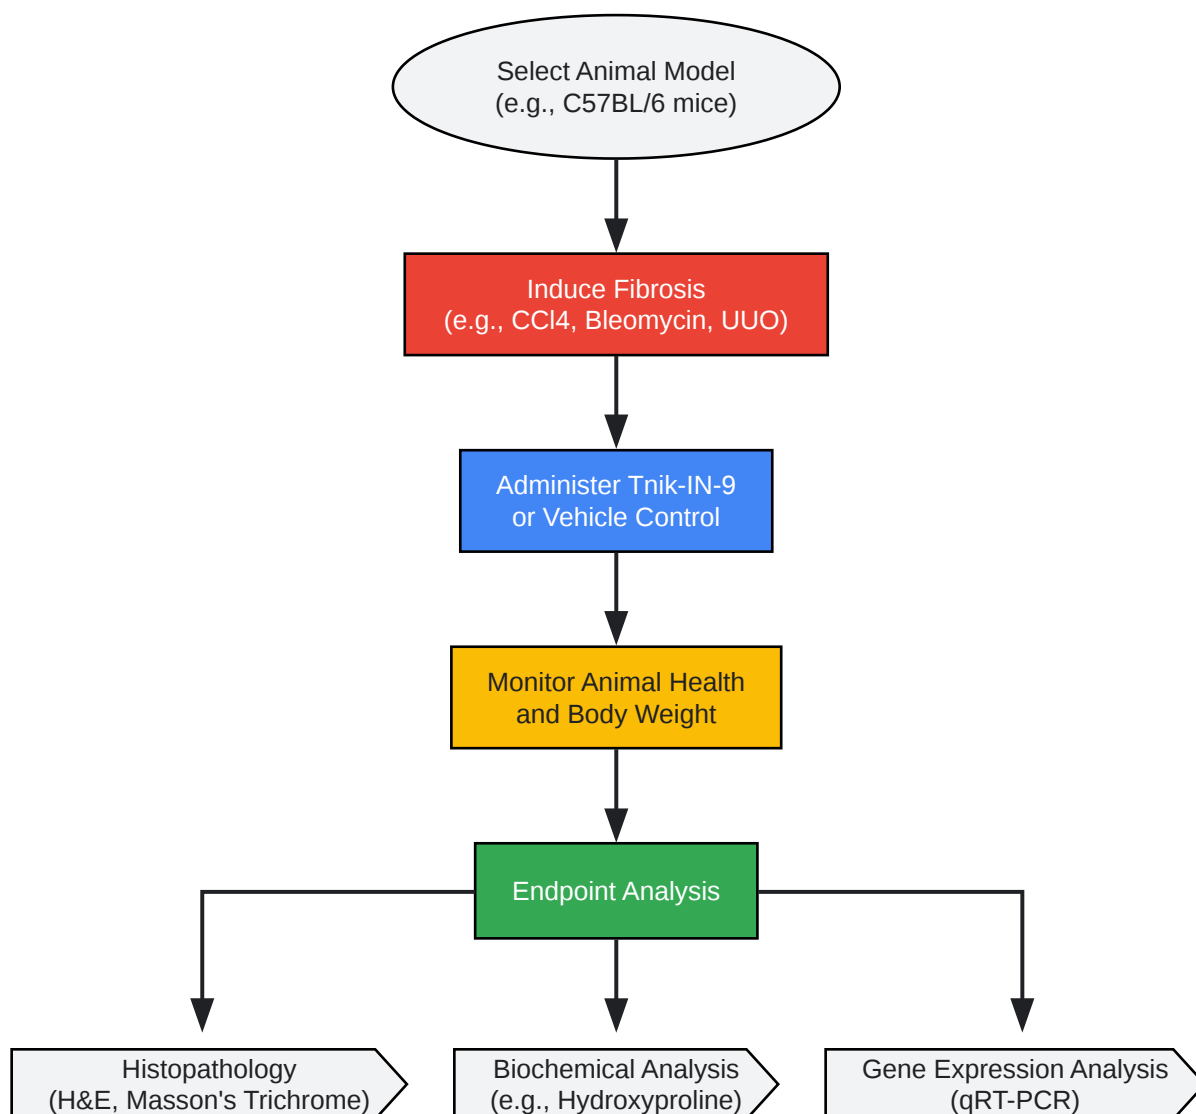 Select Animal Model
(e.g., C57BL/6 mice)
Induce Fibrosis
(e.g., CCl4, Bleomycin, UUO)
Administer Tnik-IN-9
or Vehicle Control
Monitor Animal Health
and Body Weight
Endpoint Analysis
Histopathology
(H&E, Masson's Trichrome)
Biochemical Analysis
(e.g., Hydroxyproline)
Gene Expression Analysis
(qRT-PCR)